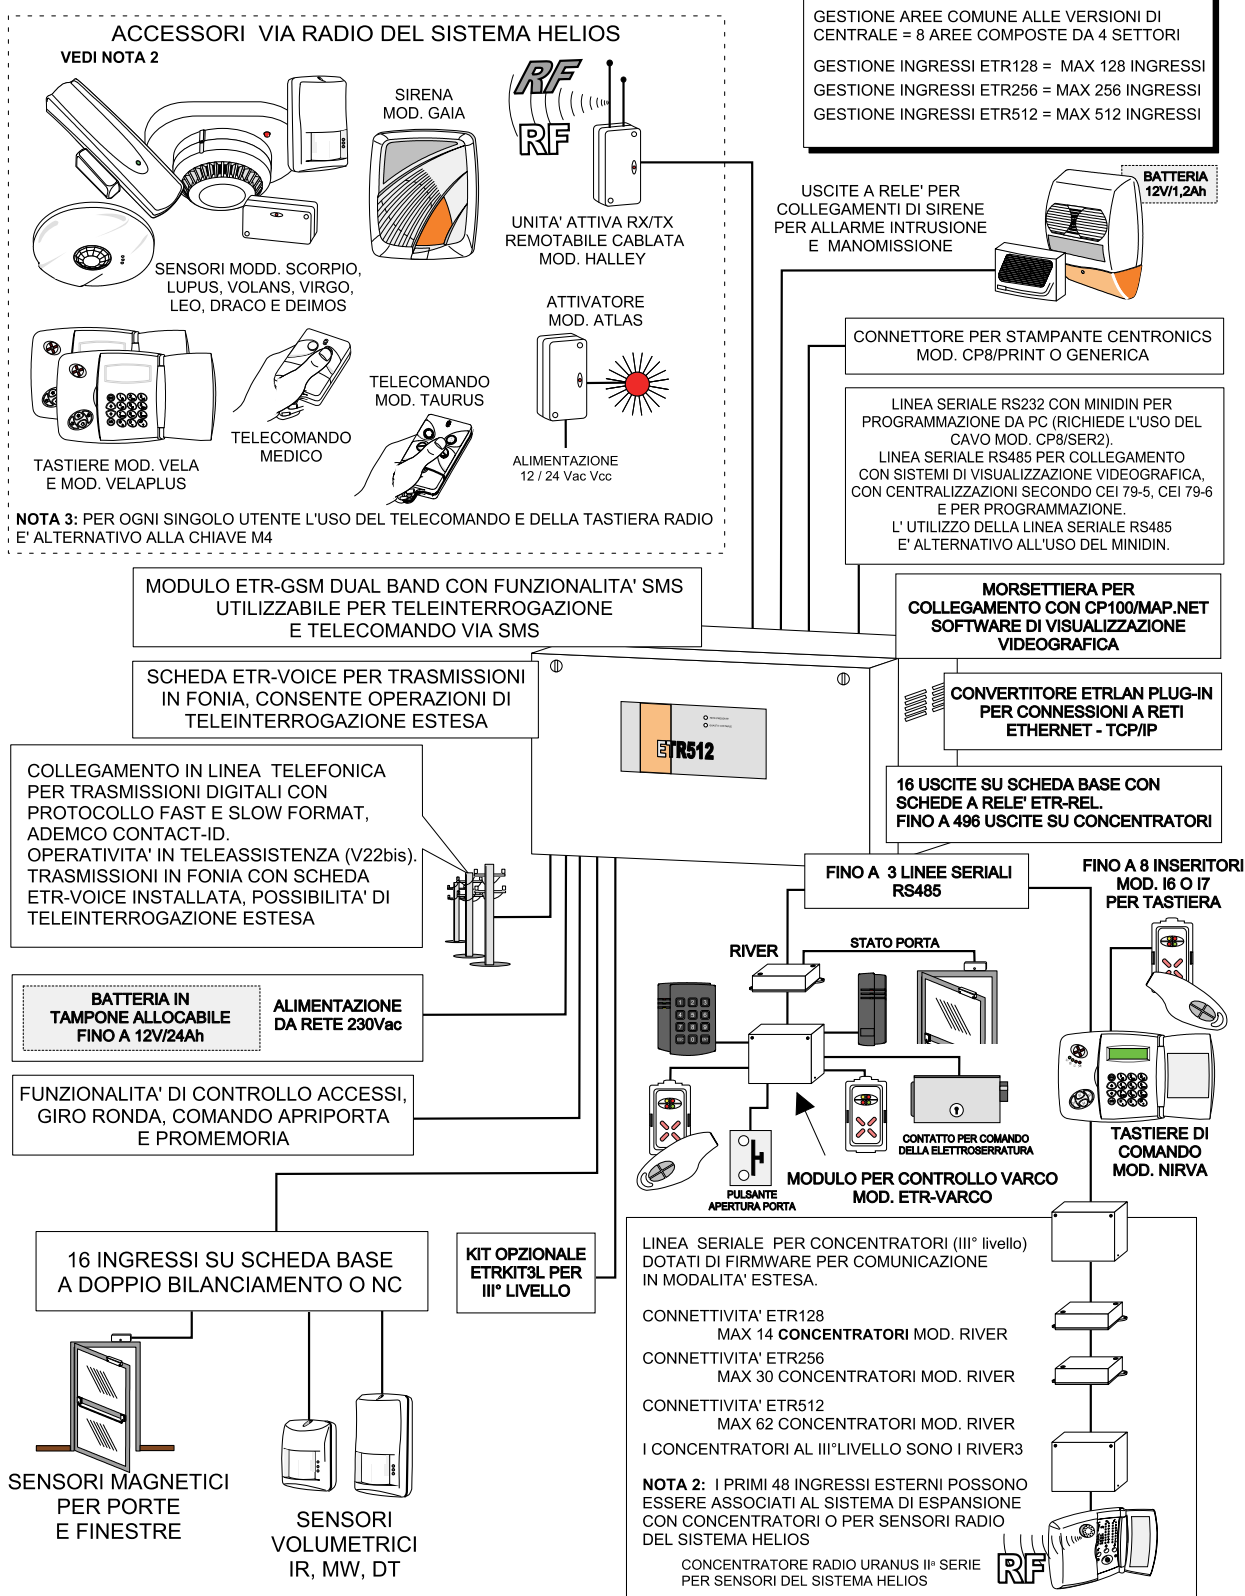 GESTIONE AREE COMUNE ALLE VERSIONI DI
CENTRALE = 8 AREE COMPOSTE DA 4 SETTORI
GESTIONE INGRESSI ETR128 = MAX 128 INGRESSI
GESTIONE INGRESSI ETR256 = MAX 256 INGRESSI
GESTIONE INGRESSI ETR512 = MAX 512 INGRESSI
ACCESSORI VIA RADIO DEL SISTEMA HELIOS
VEDI NOTA 2
SIRENA
MOD. GAIA
RF
RF
UNITA' ATTIVA RX/TX
REMOTABILE CABLATA
MOD. HALLEY
SENSORI MODD. SCORPIO,
LUPUS, VOLANS, VIRGO,
LEO, DRACO E DEIMOS
ATTIVATORE
MOD. ATLAS
TELECOMANDO
MOD. TAURUS
TELECOMANDO
MEDICO
TASTIERE MOD. VELA
E MOD. VELAPLUS
ALIMENTAZIONE
12 / 24 Vac Vcc
NOTA 3: PER OGNI SINGOLO UTENTE L'USO DEL TELECOMANDO E DELLA TASTIERA RADIO
E' ALTERNATIVO ALLA CHIAVE M4
BATTERIA
12V/1,2Ah
USCITE A RELE' PER
COLLEGAMENTI DI SIRENE
PER ALLARME INTRUSIONE
E MANOMISSIONE
CONNETTORE PER STAMPANTE CENTRONICS
MOD. CP8/PRINT O GENERICA
LINEA SERIALE RS232 CON MINIDIN PER
PROGRAMMAZIONE DA PC (RICHIEDE L'USO DEL
CAVO MOD. CP8/SER2).
LINEA SERIALE RS485 PER COLLEGAMENTO
CON SISTEMI DI VISUALIZZAZIONE VIDEOGRAFICA,
CON CENTRALIZZAZIONI SECONDO CEI 79-5, CEI 79-6
E PER PROGRAMMAZIONE.
L' UTILIZZO DELLA LINEA SERIALE RS485
E' ALTERNATIVO ALL'USO DEL MINIDIN.
MODULO ETR-GSM DUAL BAND CON FUNZIONALITA' SMS
UTILIZZABILE PER TELEINTERROGAZIONE
E TELECOMANDO VIA SMS
MORSETTIERA PER
COLLEGAMENTO CON CP100/MAP.NET
SOFTWARE DI VISUALIZZAZIONE
VIDEOGRAFICA
SCHEDA ETR-VOICE PER TRASMISSIONI
IN FONIA, CONSENTE OPERAZIONI DI
TELEINTERROGAZIONE ESTESA
ETR512
CONVERTITORE ETRLAN PLUG-IN
PER CONNESSIONI A RETI
ETHERNET - TCP/IP
COLLEGAMENTO IN LINEA TELEFONICA
PER TRASMISSIONI DIGITALI CON
PROTOCOLLO FAST E SLOW FORMAT,
ADEMCO CONTACT-ID.
OPERATIVITA' IN TELEASSISTENZA (V22bis).
TRASMISSIONI IN FONIA CON SCHEDA
ETR-VOICE INSTALLATA, POSSIBILITA' DI
TELEINTERROGAZIONE ESTESA
16 USCITE SU SCHEDA BASE CON
SCHEDE A RELE' ETR-REL.
FINO A 496 USCITE SU CONCENTRATORI
FINO A 3 LINEE SERIALI
RS485
FINO A 8 INSERITORI
MOD. I6 O I7
PER TASTIERA
RIVER
STATO PORTA
BATTERIA IN
TAMPONE ALLOCABILE
FINO A 12V/24Ah
ALIMENTAZIONE
DA RETE 230Vac
FUNZIONALITA' DI CONTROLLO ACCESSI,
GIRO RONDA, COMANDO APRIPORTA
E PROMEMORIA
CONTATTO PER COMANDO
DELLA ELETTROSERRATURA
TASTIERE DI
COMANDO
MOD. NIRVA
PULSANTE
APERTURA PORTA
MODULO PER CONTROLLO VARCO
MOD. ETR-VARCO
16 INGRESSI SU SCHEDA BASE
A DOPPIO BILANCIAMENTO O NC
KIT OPZIONALE
ETRKIT3L PER
III° LIVELLO
LINEA SERIALE PER CONCENTRATORI (III° livello)
DOTATI DI FIRMWARE PER COMUNICAZIONE
IN MODALITA' ESTESA.
CONNETTIVITA' ETR128
MAX 14 CONCENTRATORI MOD. RIVER
CONNETTIVITA' ETR256
MAX 30 CONCENTRATORI MOD. RIVER
CONNETTIVITA' ETR512
MAX 62 CONCENTRATORI MOD. RIVER
I CONCENTRATORI AL III°LIVELLO SONO I RIVER3
NOTA 2: I PRIMI 48 INGRESSI ESTERNI POSSONO
ESSERE ASSOCIATI AL SISTEMA DI ESPANSIONE
CON CONCENTRATORI O PER SENSORI RADIO
DEL SISTEMA HELIOS
CONCENTRATORE RADIO URANUS IIª SERIE
PER SENSORI DEL SISTEMA HELIOS
RF
SENSORI MAGNETICI
PER PORTE
E FINESTRE
SENSORI
VOLUMETRICI
IR, MW, DT